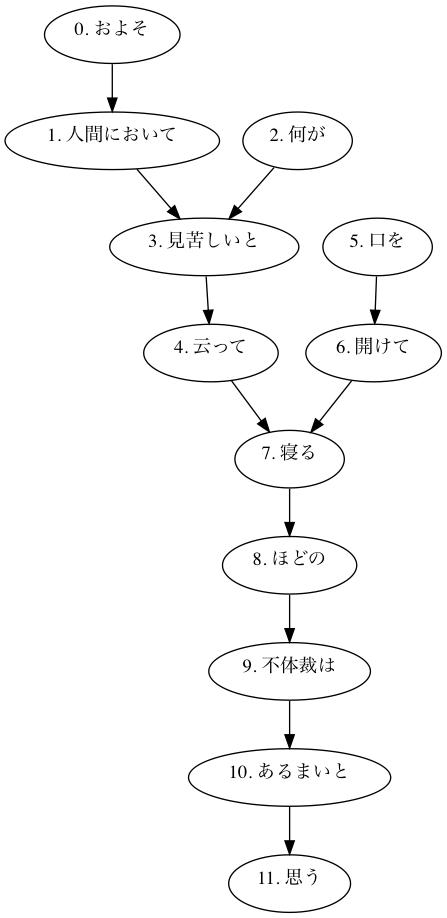 0. およそ
1. 人間において
2. 何が
3. 見苦しいと
5. 口を
4. 云って
6. 開けて
7. 寝る
8. ほどの
9. 不体裁は
10. あるまいと
11. 思う